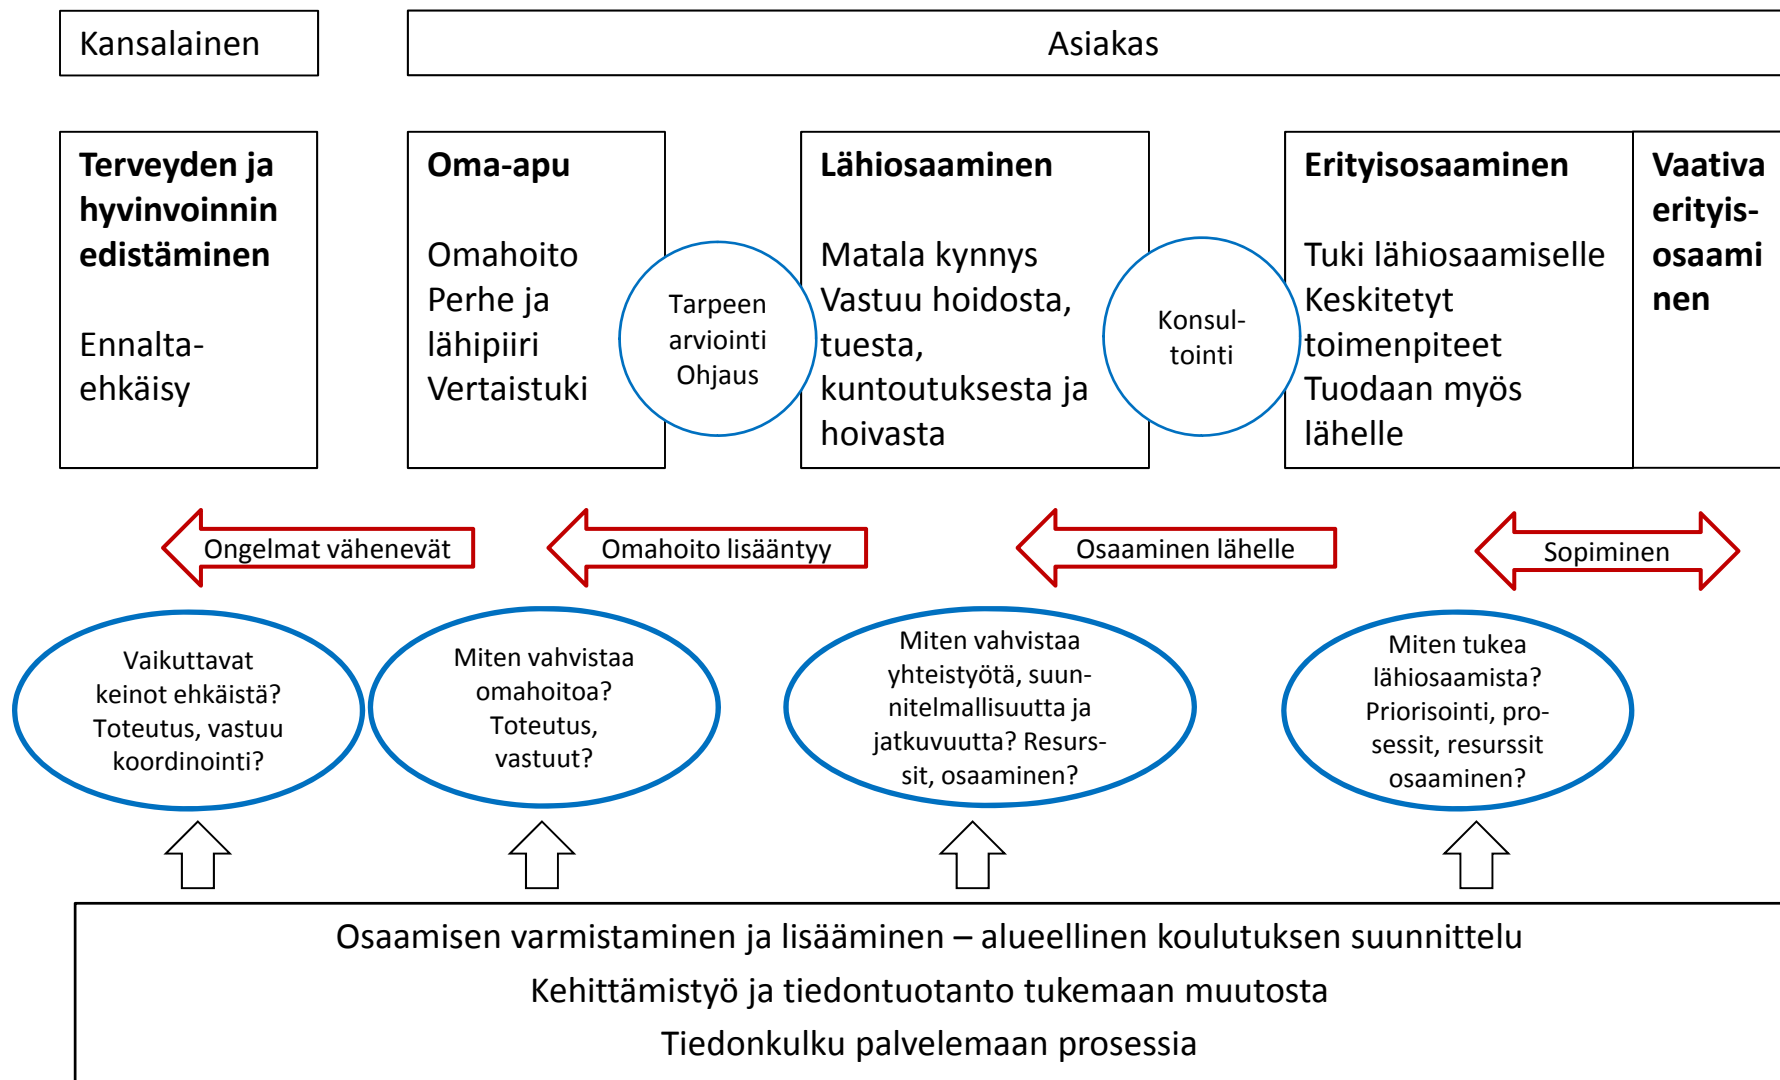 Kansalainen
Asiakas
Terveyden ja
hyvinvoinnin
edistäminen
Ennalta-
ehkäisy
Oma-apu
Omahoito
Perhe ja
lähipiiri
Vertaistuki
Tarpeen
arviointi
Ohjaus
Lähiosaaminen
Matala kynnys
Vastuu hoidosta,
tuesta,
kuntoutuksesta ja
hoivasta
Konsul-
tointi
Erityisosaaminen
Tuki lähiosaamiselle
Keskitetyt
toimenpiteet
Tuodaan myös
lähelle
Vaativa
erityis-
osaami
nen
Ongelmat vähenevät
Omahoito lisääntyy
Osaaminen lähelle
Sopiminen
Vaikuttavat
keinot ehkäistä?
Toteutus, vastuu
koordinointi?
Miten vahvistaa
omahoitoa?
Toteutus,
vastuut?
Miten vahvistaa
yhteistyötä, suun-
nitelmallisuutta ja
jatkuvuutta? Resurs-
sit, osaaminen?
Miten tukea
lähiosaamista?
Priorisointi, pro-
sessit, resurssit
osaaminen?
Osaamisen varmistaminen ja lisääminen – alueellinen koulutuksen suunnittelu
Kehittämistyö ja tiedontuotanto tukemaan muutosta
Tiedonkulku palvelemaan prosessia